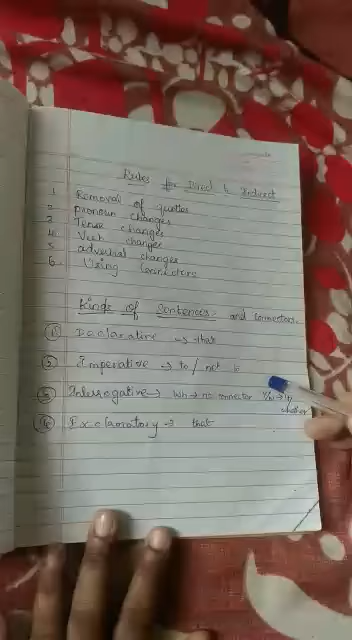 Rules for Direct to Indirect
1 Removal of quotes
2 pronoun changes
3 Tense changes
4. Verb changes
5 adverbial changes
6. Using Connectors
Kinds of Sentences and connectors.
① Declarative → that
② Imperative → to / not to
③ Interrogative → Wh → no connector Y/N → if/
whether
④ Exclamatory → that